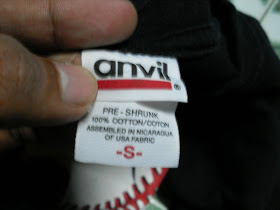 anvil®
PRE - SHRUNK
100% COTTON/COTON
ASSEMBLED IN NICARAGUA
OF USA FABRIC
-S-